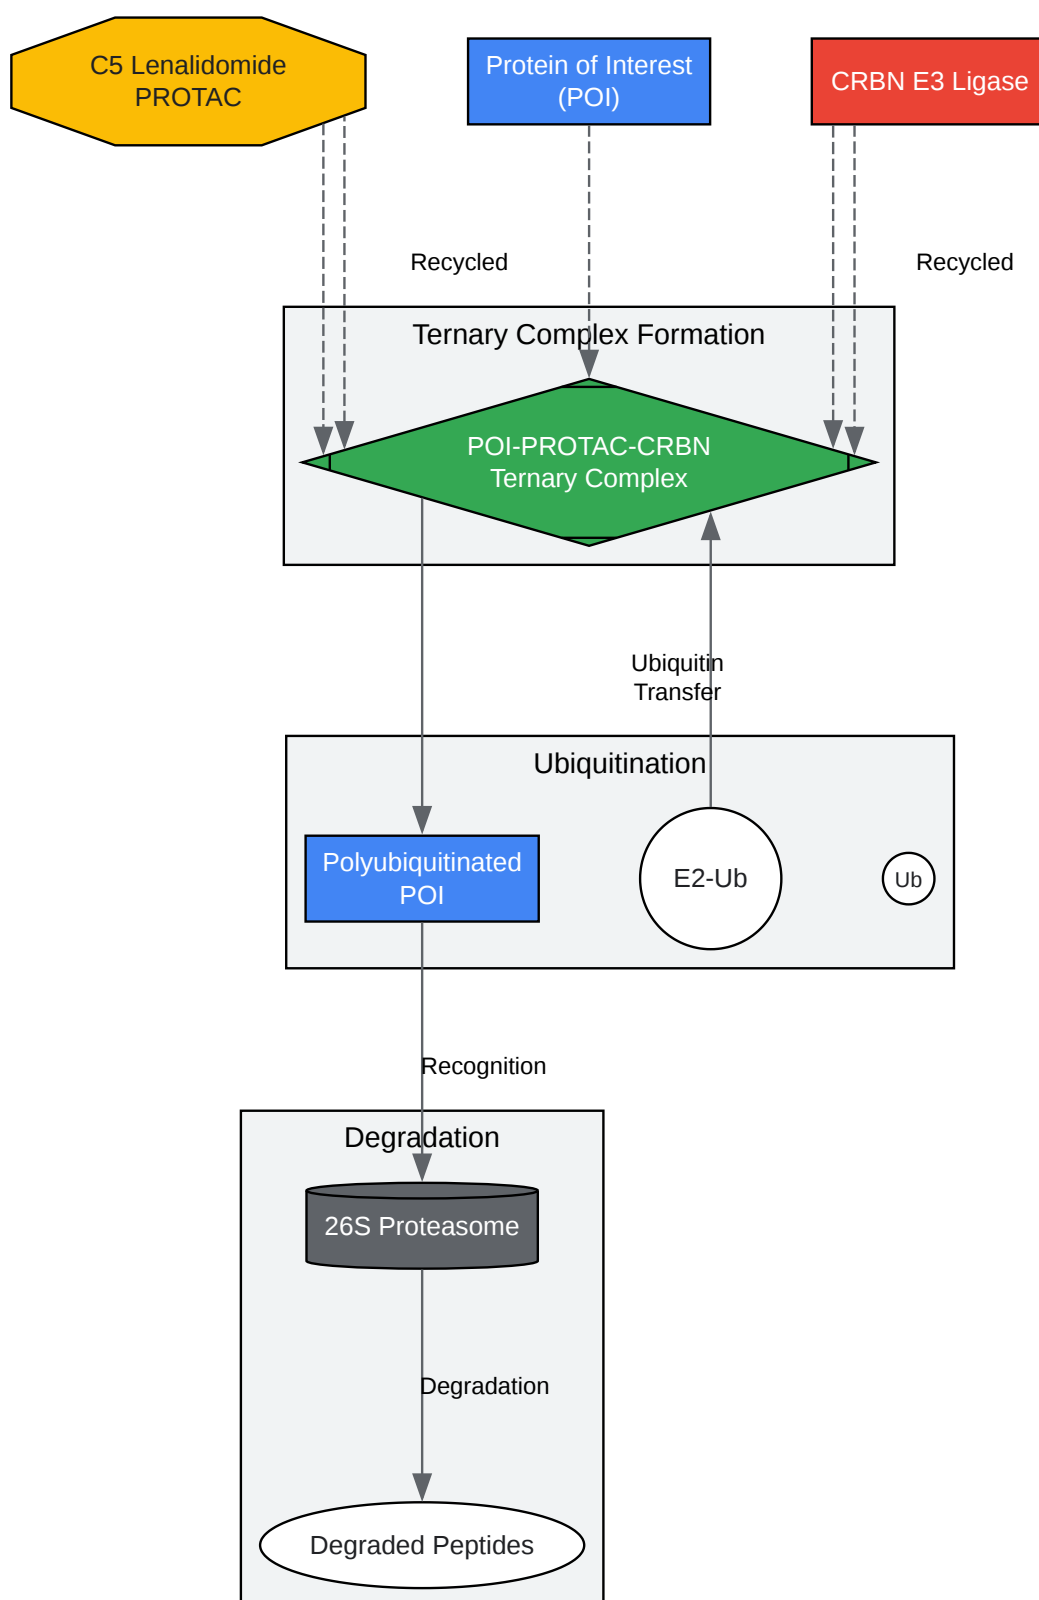 C5 Lenalidomide
PROTAC
Protein of Interest
(POI)
CRBN E3 Ligase
Recycled
Recycled
Ternary Complex Formation
POI-PROTAC-CRBN
Ternary Complex
Ubiquitin
Transfer
Ubiquitination
Polyubiquitinated
POI
E2-Ub
Ub
Recognition
Degradation
26S Proteasome
Degradation
Degraded Peptides